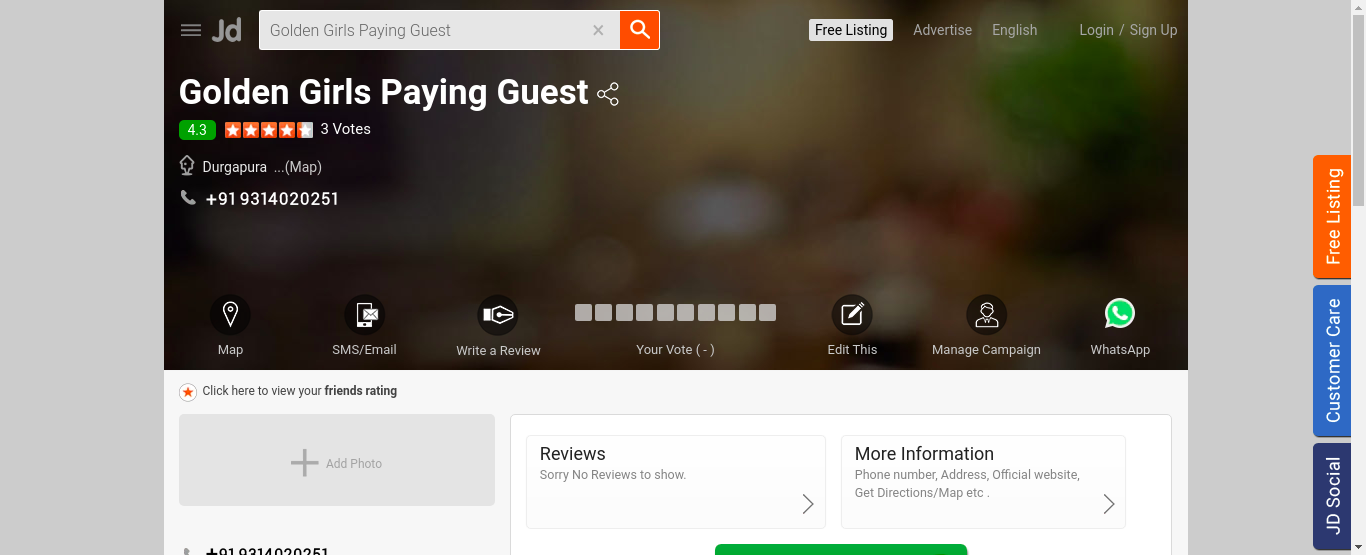 Jd
Golden Girls Paying Guest ×
Free Listing Advertise English Login / Sign Up
Golden Girls Paying Guest
4.3 3 Votes
Durgapura ...(Map)
+91 9314020251
Map
SMS/Email
Write a Review
Your Vote ( - )
Edit This
Manage Campaign
WhatsApp
Click here to view your friends rating
Add Photo
Reviews
Sorry No Reviews to show.
More Information
Phone number, Address, Official website,
Get Directions/Map etc .
+91 9314020251
Free Listing
Customer Care
JD Social